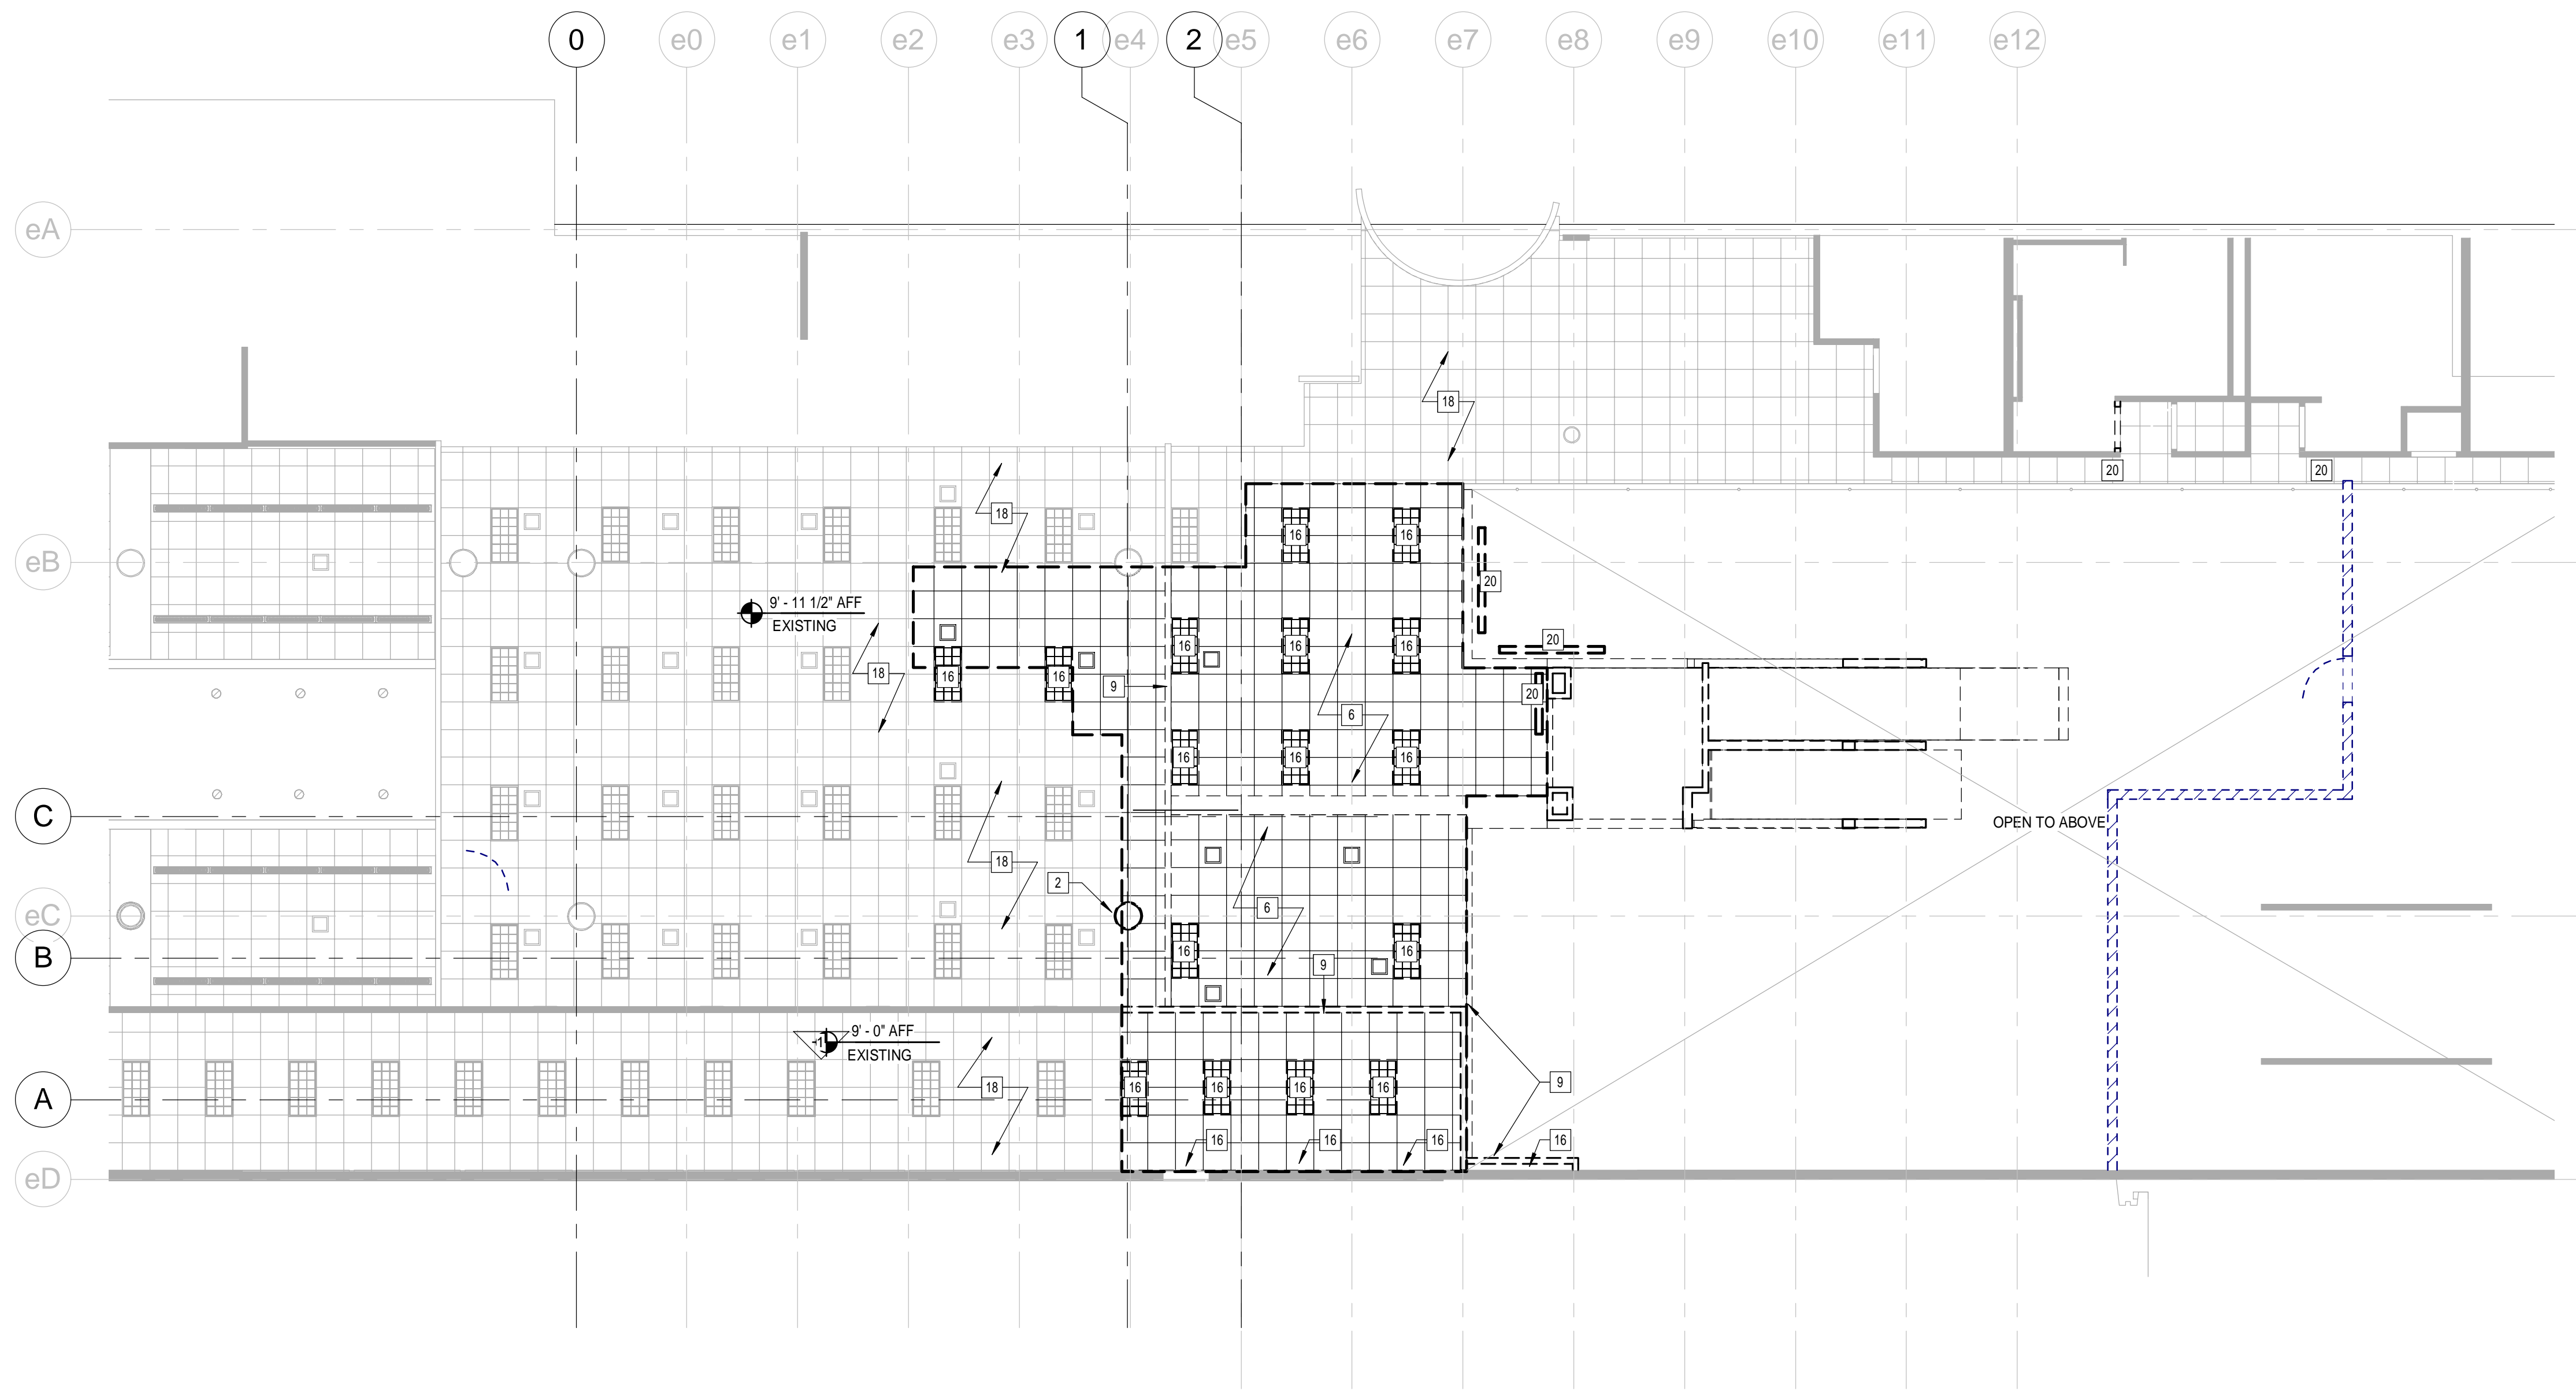 0 e0 e1 e2 e3 1 e4 2 e5 e6 e7 e8 e9 e10 e11 e12
eA
18
20 20
18
16 16
eB
20
9' - 11 1/2" AFF
EXISTING
20
16 16 16
18 16 16 9 20
6
16 16 16
C
OPEN TO ABOVE
18
2
6
eC
16 16
B
9
9' - 0" AFF
1
EXISTING
9
18 16 16 16 16
A
16 16 16 16
eD